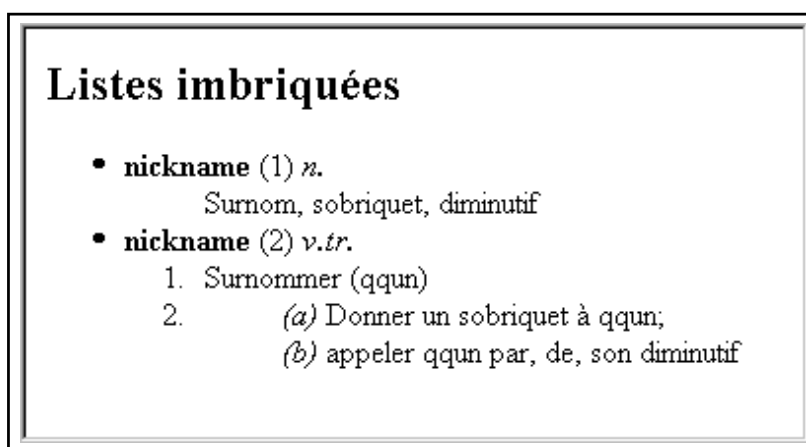 Listes imbriquées
• nickname (1) n.
Surnom, sobriquet, diminutif
• nickname (2) v.tr.
1. Surnommer (qqun)
2. (a) Donner un sobriquet à qqun;
(b) appeler qqun par, de, son diminutif